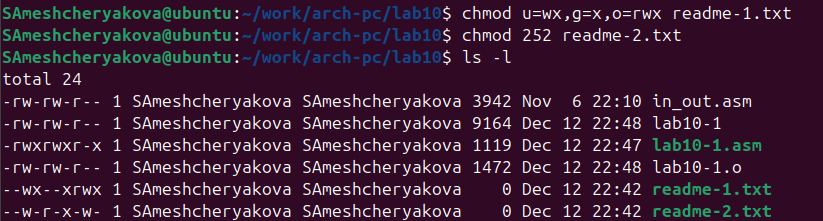 SAmeshcheryakova@ubuntu:~/work/arch-pc/lab10$ chmod u=wx,g=x,o=rwx readme-1.txt
SAmeshcheryakova@ubuntu:~/work/arch-pc/lab10$ chmod 252 readme-2.txt
SAmeshcheryakova@ubuntu:~/work/arch-pc/lab10$ ls -l
total 24
-rw-rw-r-- 1 SAmeshcheryakova SAmeshcheryakova 3942 Nov  6 22:10 in_out.asm
-rw-rw-r-- 1 SAmeshcheryakova SAmeshcheryakova 9164 Dec 12 22:48 lab10-1
-rwxrwxr-x 1 SAmeshcheryakova SAmeshcheryakova 1119 Dec 12 22:47 lab10-1.asm
-rw-rw-r-- 1 SAmeshcheryakova SAmeshcheryakova 1472 Dec 12 22:48 lab10-1.o
--wx--xrwx 1 SAmeshcheryakova SAmeshcheryakova    0 Dec 12 22:42 readme-1.txt
--w-r-x-w- 1 SAmeshcheryakova SAmeshcheryakova    0 Dec 12 22:42 readme-2.txt